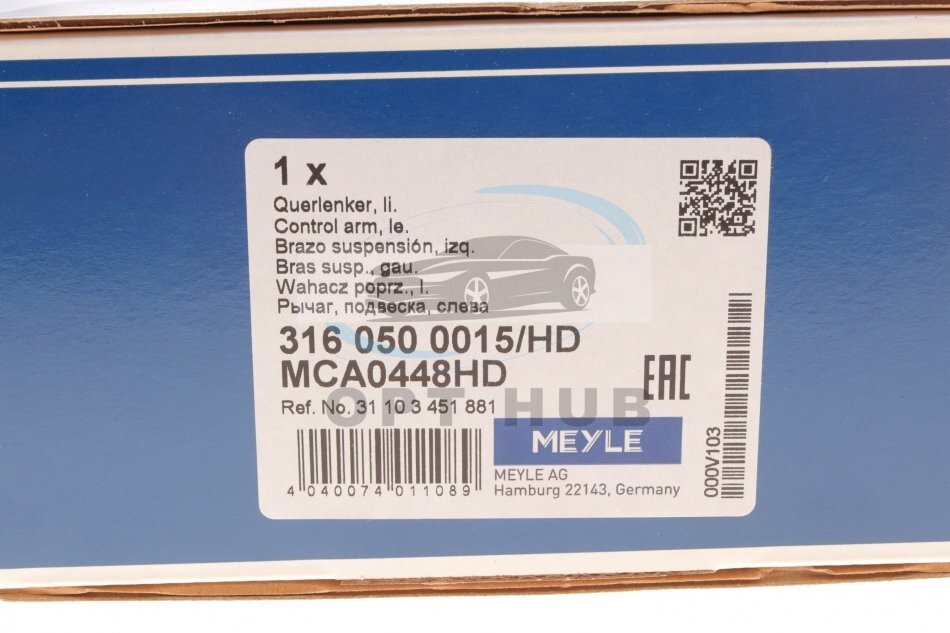 1 x
Querlenker, li.
Control arm, le.
Brazo suspensión, izq.
Bras susp., gau.
Wahacz poprz., l.
Рычаг, подвеска, слева
316 050 0015/HD
MCA0448HD
EAC
OPT HUB
Ref. No. 31 10 3 451 881
MEYLE
4 040074 011089
MEYLE AG
Hamburg 22143, Germany
000V103